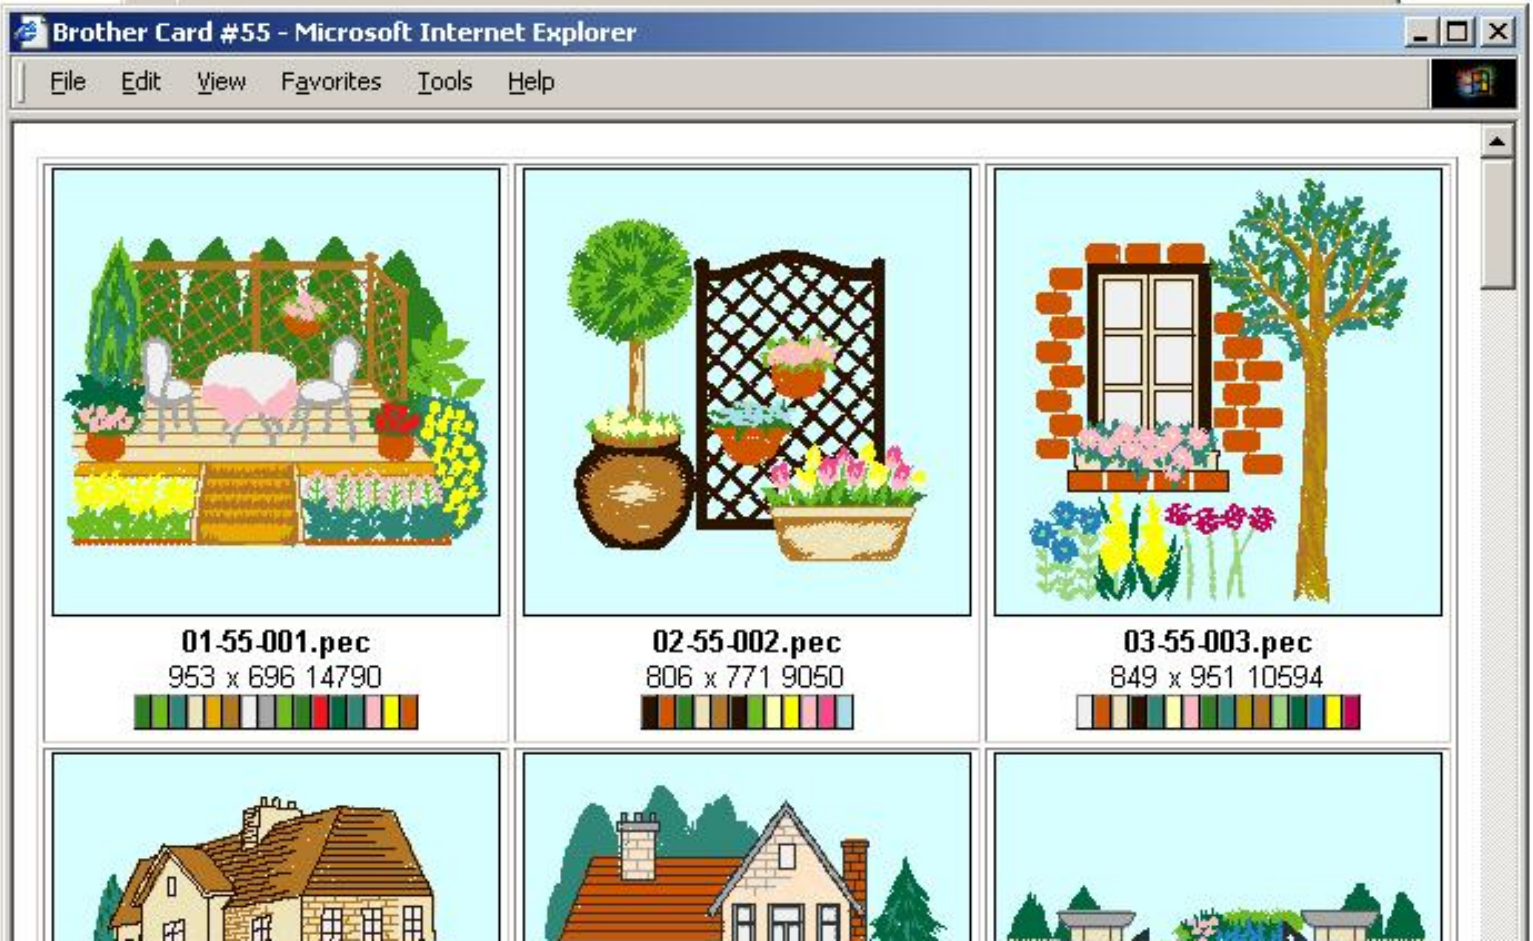 Brother Card #55 - Microsoft Internet Explorer
File Edit View Favorites Tools Help
01-55-001.pec
953 x 696 14790
02-55-002.pec
806 x 771 9050
03-55-003.pec
849 x 951 10594